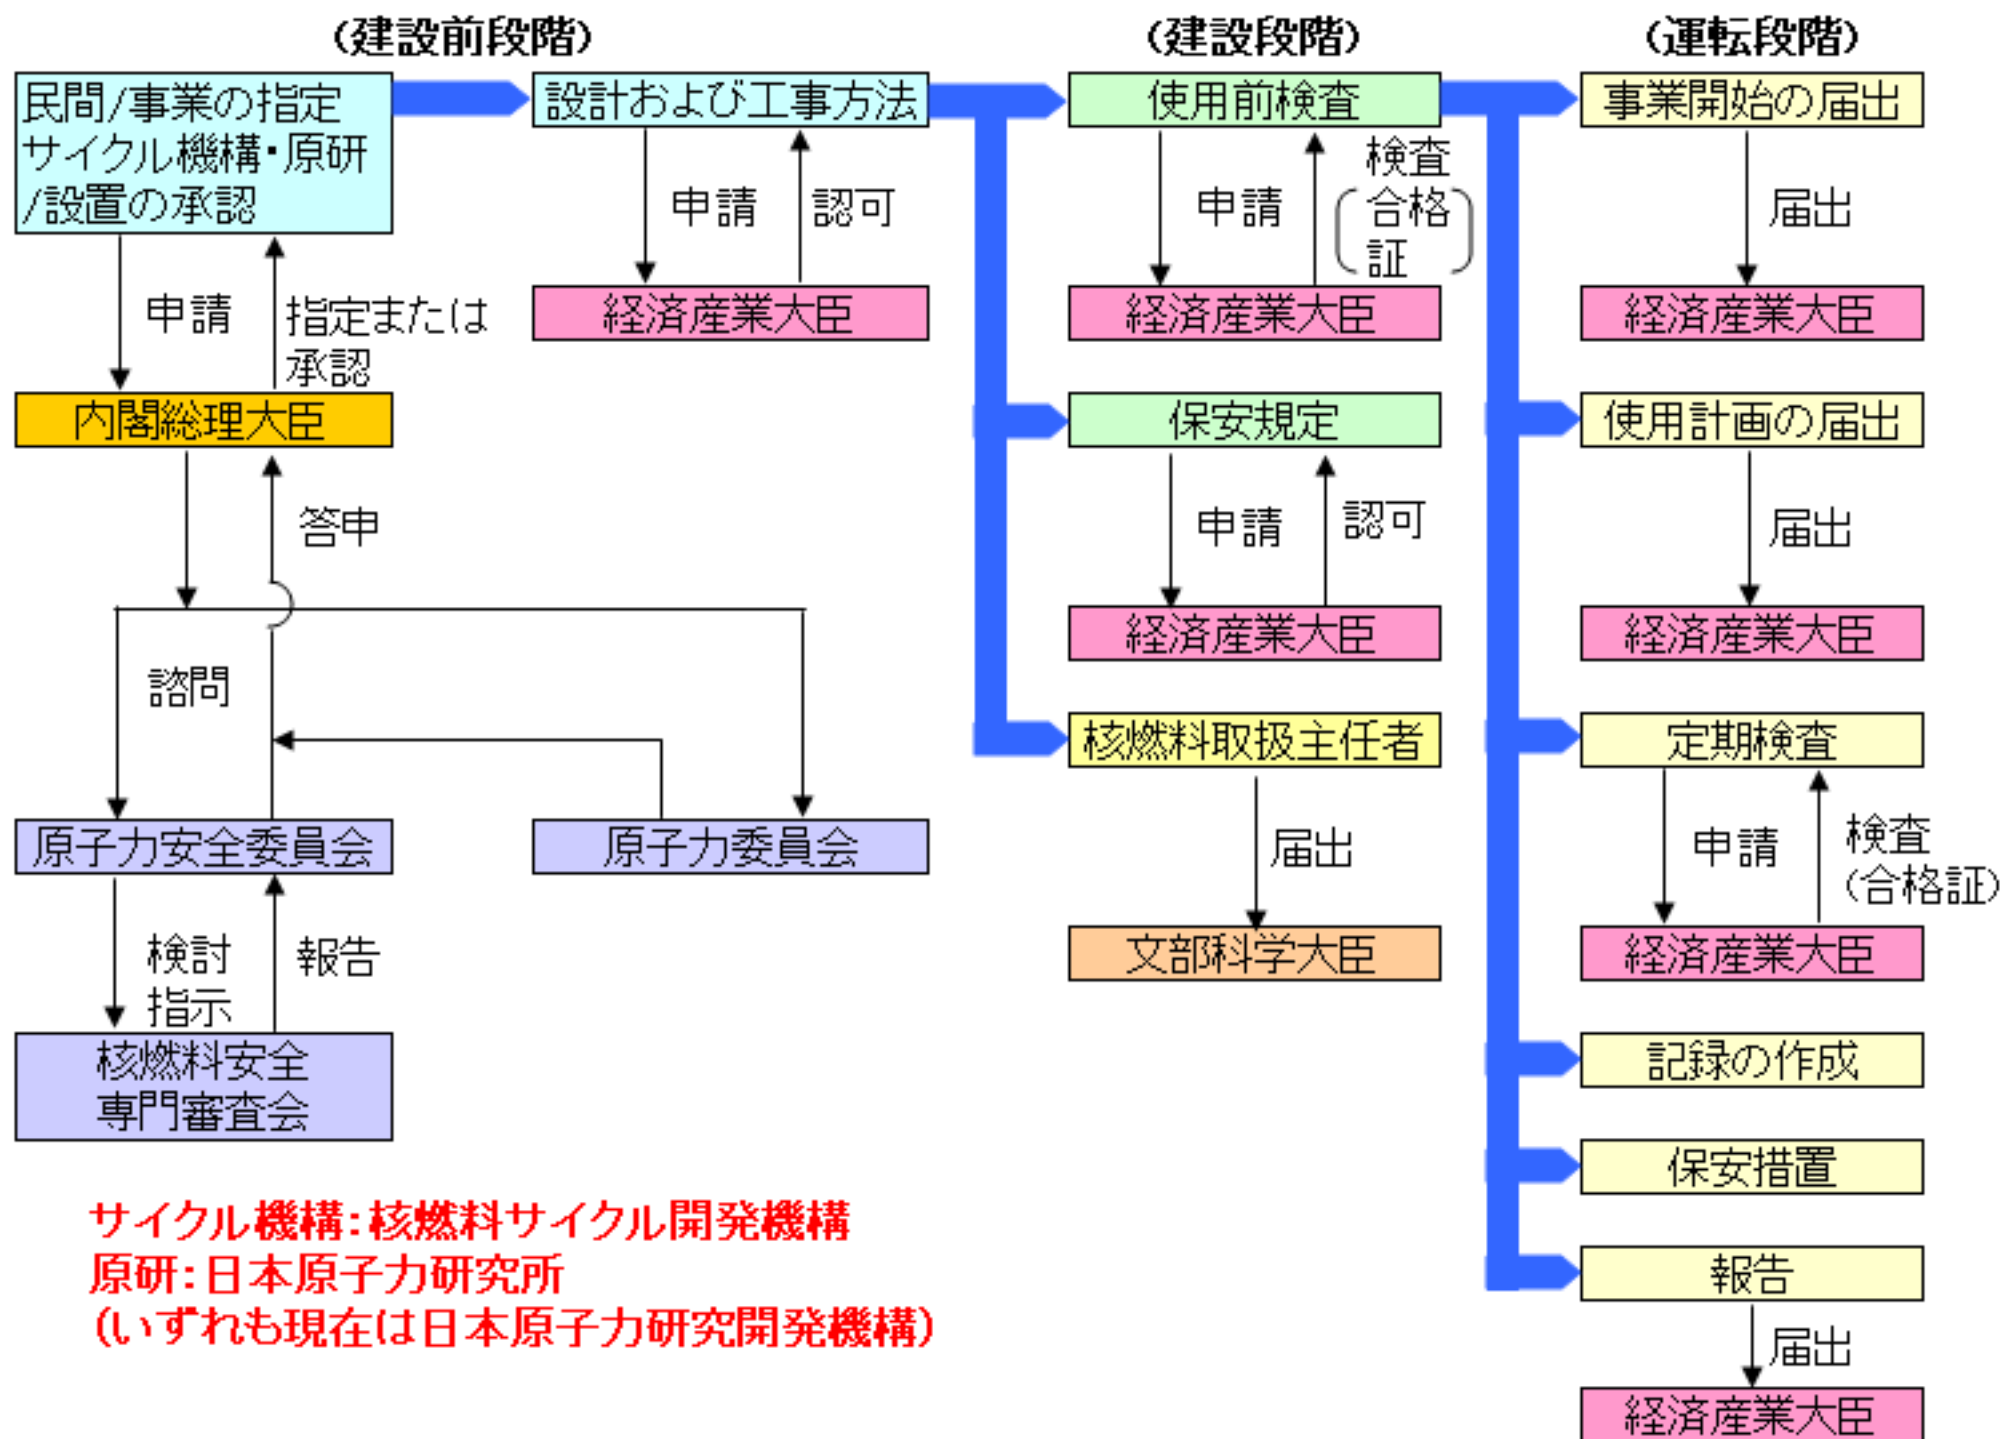 (建設前段階)
民間/事業の指定
サイクル機構・原研
/設置の承認
申請
指定または
承認
内閣総理大臣
答申
諮問
原子力安全委員会
検討
指示
報告
核燃料安全
専門審査会
設計および工事方法
申請
認可
経済産業大臣
原子力委員会
(建設段階)
使用前検査
申請
検査
(合格
証)
経済産業大臣
保安規定
申請
認可
経済産業大臣
核燃料取扱主任者
届出
文部科学大臣
(運転段階)
事業開始の届出
届出
経済産業大臣
使用計画の届出
届出
経済産業大臣
定期検査
申請
検査
(合格証)
経済産業大臣
記録の作成
保安措置
報告
届出
経済産業大臣
サイクル機構:核燃料サイクル開発機構
原研:日本原子力研究所
(いずれも現在は日本原子力研究開発機構)